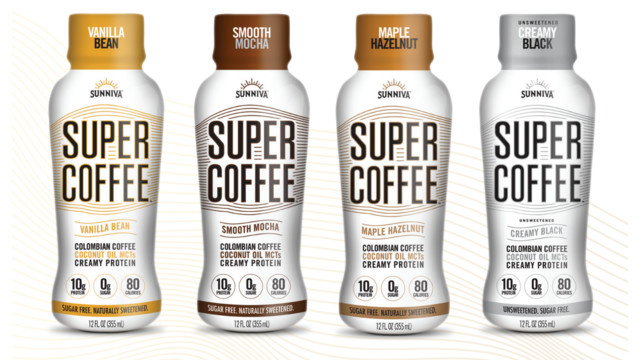 VANILLA
BEAN
SUNNIVA
SUPER
COFFEE
VANILLA BEAN
COLOMBIAN COFFEE
COCONUT OIL MCTs
CREAMY PROTEIN
10g PROTEIN 0g SUGAR 80 CALORIES
SUGAR FREE. NATURALLY SWEETENED.
12 FL OZ (355 mL)
SMOOTH
MOCHA
SUNNIVA
SUPER
COFFEE
SMOOTH MOCHA
COLOMBIAN COFFEE
COCONUT OIL MCTs
CREAMY PROTEIN
10g PROTEIN 0g SUGAR 80 CALORIES
SUGAR FREE. NATURALLY SWEETENED.
12 FL OZ (355 mL)
MAPLE
HAZELNUT
SUNNIVA
SUPER
COFFEE
MAPLE HAZELNUT
COLOMBIAN COFFEE
COCONUT OIL MCTs
CREAMY PROTEIN
10g PROTEIN 0g SUGAR 80 CALORIES
SUGAR FREE. NATURALLY SWEETENED.
12 FL OZ (355 mL)
UNSWEETENED
CREAMY
BLACK
SUNNIVA
SUPER
COFFEE
UNSWEETENED
CREAMY BLACK
COLOMBIAN COFFEE
COCONUT OIL MCTs
CREAMY PROTEIN
10g PROTEIN 0g SUGAR 80 CALORIES
UNSWEETENED. SUGAR FREE.
12 FL OZ (355 mL)